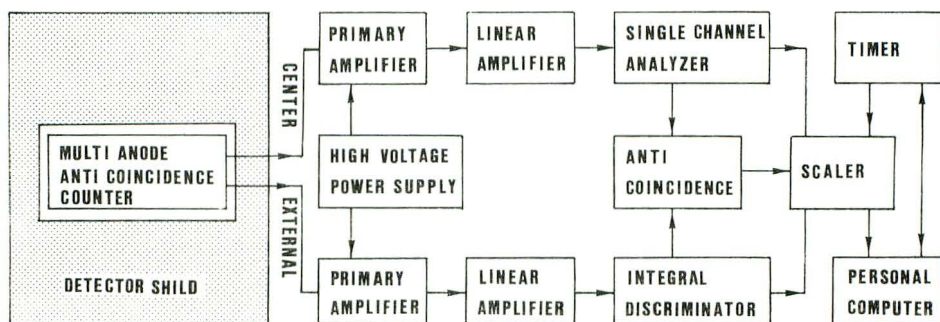 MULTI ANODE
ANTI COINCIDENCE
COUNTER
DETECTOR SHILD
CENTER
EXTERNAL
PRIMARY
AMPLIFIER
LINEAR
AMPLIFIER
SINGLE CHANNEL
ANALYZER
TIMER
HIGH VOLTAGE
POWER SUPPLY
ANTI
COINCIDENCE
SCALER
PRIMARY
AMPLIFIER
LINEAR
AMPLIFIER
INTEGRAL
DISCRIMINATOR
PERSONAL
COMPUTER